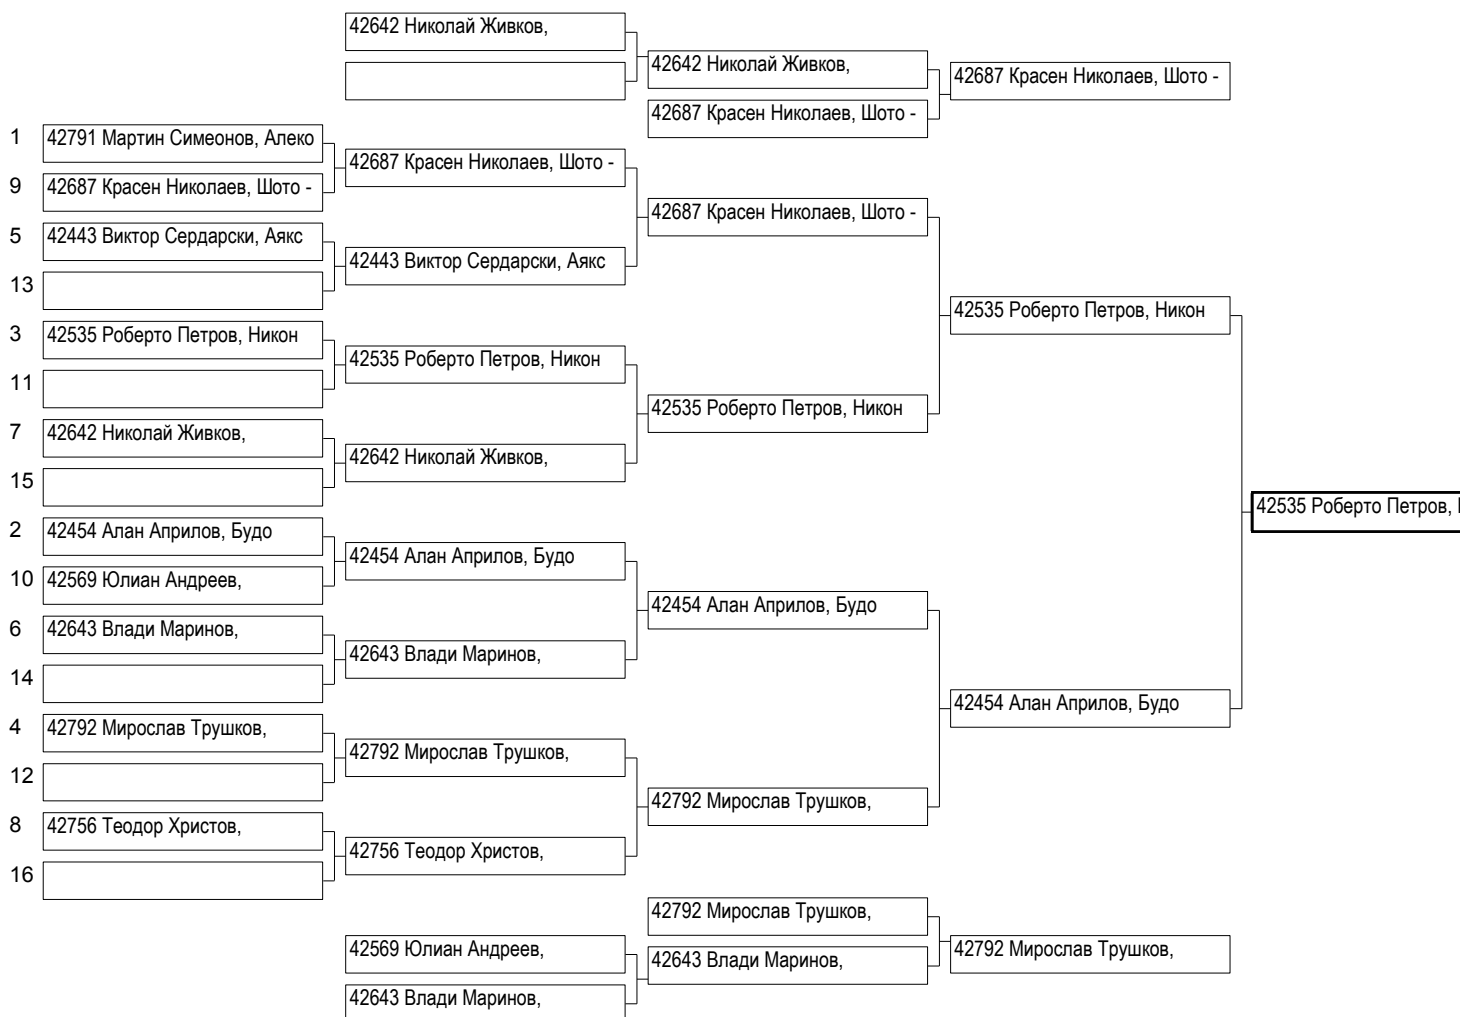 42642 Николай Живков,
42642 Николай Живков,
42687 Красен Николаев, Шото -
42687 Красен Николаев, Шото -
1 42791 Мартин Симеонов, Алеко
42687 Красен Николаев, Шото -
9 42687 Красен Николаев, Шото -
42687 Красен Николаев, Шото -
5 42443 Виктор Сердарски, Аякс
42443 Виктор Сердарски, Аякс
13
42535 Роберто Петров, Никон
3 42535 Роберто Петров, Никон
42535 Роберто Петров, Никон
11
42535 Роберто Петров, Никон
7 42642 Николай Живков,
42642 Николай Живков,
15
42535 Роберто Петров,
2 42454 Алан Априлов, Будо
42454 Алан Априлов, Будо
10 42569 Юлиан Андреев,
42454 Алан Априлов, Будо
6 42643 Влади Маринов,
42643 Влади Маринов,
14
42454 Алан Априлов, Будо
4 42792 Мирослав Трушков,
42792 Мирослав Трушков,
12
42792 Мирослав Трушков,
8 42756 Теодор Христов,
42756 Теодор Христов,
16
42792 Мирослав Трушков,
42569 Юлиан Андреев,
42643 Влади Маринов,
42792 Мирослав Трушков,
42643 Влади Маринов,